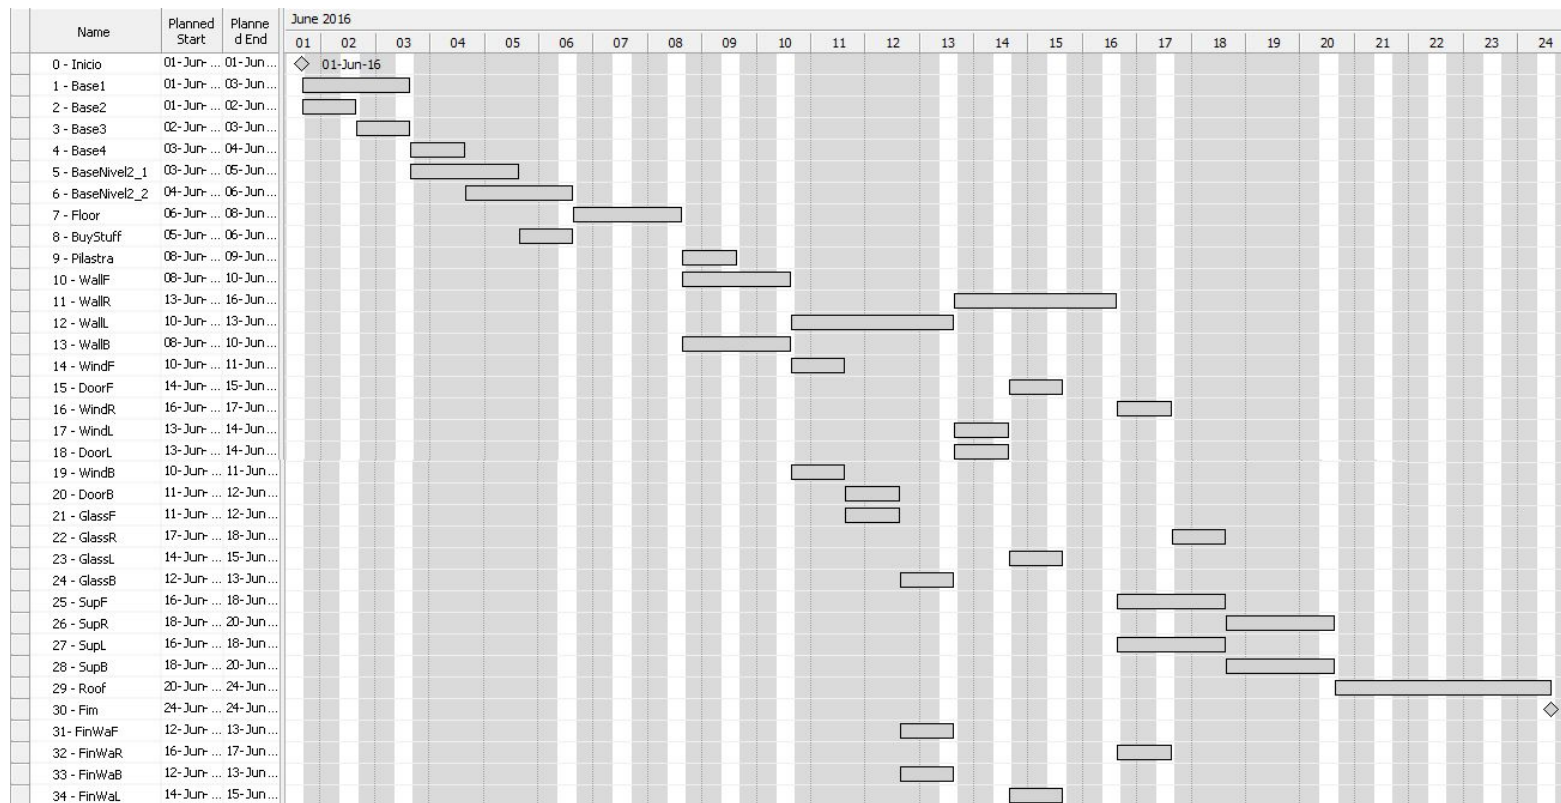 Name Planned Start Planne d End June 2016
01 02 03 04 05 06 07 08 09 10 11 12 13 14 15 16 17 18 19 20 21 22 23 24
0 - Inicio 01-Jun- ... 01-Jun ... 01-Jun-16
1 - Base1 01-Jun- ... 03-Jun ...
2 - Base2 01-Jun- ... 02-Jun ...
3 - Base3 02-Jun- ... 03-Jun ...
4 - Base4 03-Jun- ... 04-Jun ...
5 - BaseNivel2_1 03-Jun- ... 05-Jun ...
6 - BaseNivel2_2 04-Jun- ... 06-Jun ...
7 - Floor 06-Jun- ... 08-Jun ...
8 - BuyStuff 05-Jun- ... 06-Jun ...
9 - Pilastra 08-Jun- ... 09-Jun ...
10 - WallF 08-Jun- ... 10-Jun ...
11 - WallR 13-Jun- ... 16-Jun ...
12 - WallL 10-Jun- ... 13-Jun ...
13 - WallB 08-Jun- ... 10-Jun ...
14 - WindF 10-Jun- ... 11-Jun ...
15 - DoorF 14-Jun- ... 15-Jun ...
16 - WindR 16-Jun- ... 17-Jun ...
17 - WindL 13-Jun- ... 14-Jun ...
18 - DoorL 13-Jun- ... 14-Jun ...
19 - WindB 10-Jun- ... 11-Jun ...
20 - DoorB 11-Jun- ... 12-Jun ...
21 - GlassF 11-Jun- ... 12-Jun ...
22 - GlassR 17-Jun- ... 18-Jun ...
23 - GlassL 14-Jun- ... 15-Jun ...
24 - GlassB 12-Jun- ... 13-Jun ...
25 - SupF 16-Jun- ... 18-Jun ...
26 - SupR 18-Jun- ... 20-Jun ...
27 - SupL 16-Jun- ... 18-Jun ...
28 - SupB 18-Jun- ... 20-Jun ...
29 - Roof 20-Jun- ... 24-Jun ...
30 - Fim 24-Jun- ... 24-Jun ...
31- FinWaF 12-Jun- ... 13-Jun ...
32 - FinWaR 16-Jun- ... 17-Jun ...
33 - FinWaB 12-Jun- ... 13-Jun ...
34 - FinWaL 14-Jun- ... 15-Jun ...